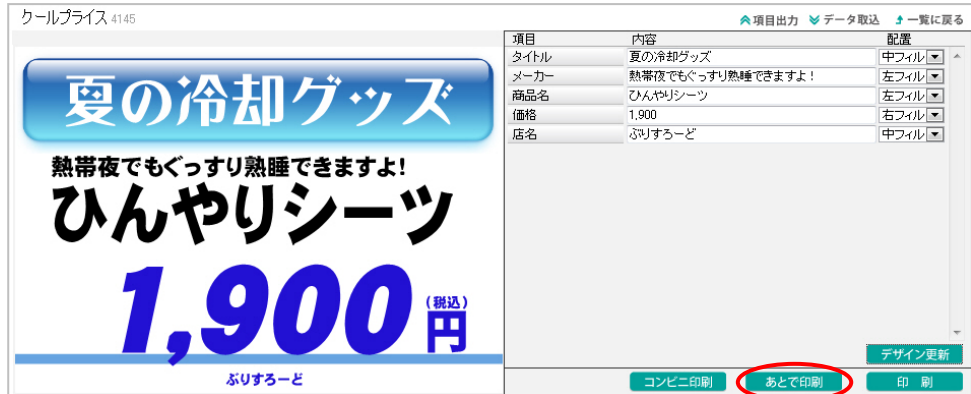 クールプライス 4145
項目出力 データ取込 一覧に戻る
夏の冷却グッズ
熱帯夜でもぐっすり熟睡できますよ!
ひんやりシーツ
1,900 (税込) 円
ぶりすろーど
項目 内容 配置
タイトル 夏の冷却グッズ 中フィル
メーカー 熱帯夜でもぐっすり熟睡できますよ！ 左フィル
商品名 ひんやりシーツ 左フィル
価格 1,900 右フィル
店名 ぶりすろーど 中フィル
デザイン更新
コンビニ印刷 あとで印刷 印 刷